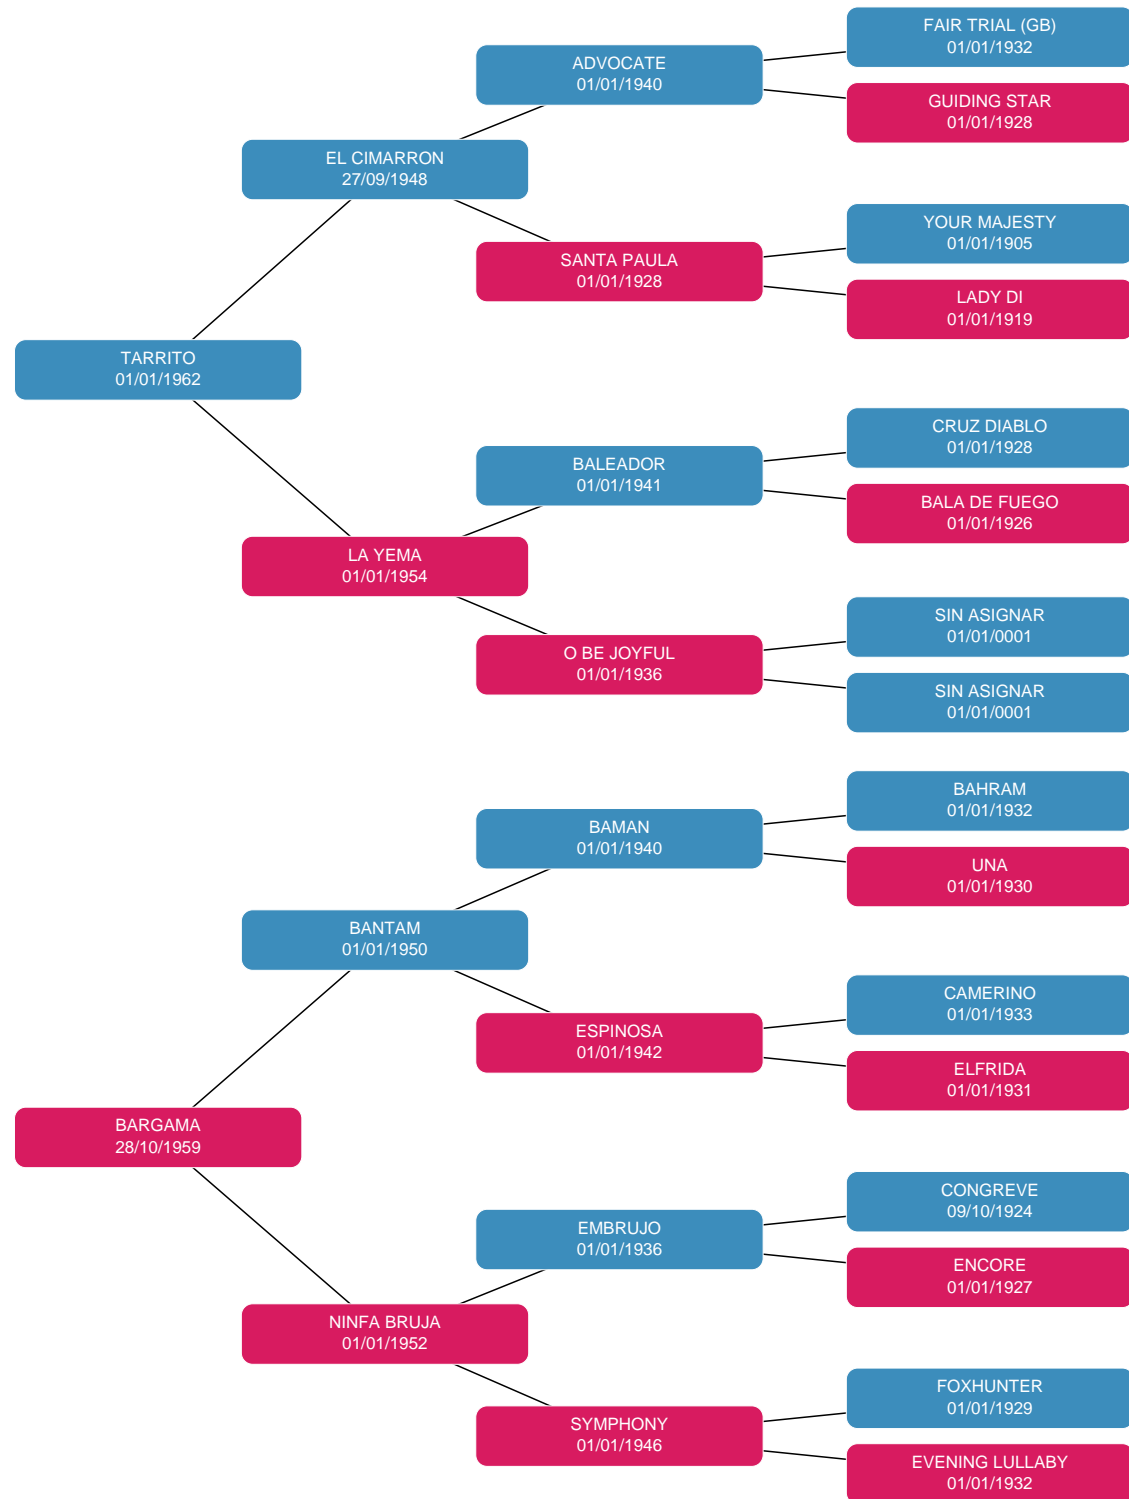 FAIR TRIAL (GB)
01/01/1932
ADVOCATE
01/01/1940
GUIDING STAR
01/01/1928
EL CIMARRON
27/09/1948
YOUR MAJESTY
01/01/1905
SANTA PAULA
01/01/1928
LADY DI
01/01/1919
TARRITO
01/01/1962
CRUZ DIABLO
01/01/1928
BALEADOR
01/01/1941
BALA DE FUEGO
01/01/1926
LA YEMA
01/01/1954
SIN ASIGNAR
01/01/0001
O BE JOYFUL
01/01/1936
SIN ASIGNAR
01/01/0001
BAHRAM
01/01/1932
BAMAN
01/01/1940
UNA
01/01/1930
BANTAM
01/01/1950
CAMERINO
01/01/1933
ESPINOSA
01/01/1942
ELFRIDA
01/01/1931
BARGAMA
28/10/1959
CONGREVE
09/10/1924
EMBRUJO
01/01/1936
ENCORE
01/01/1927
NINFA BRUJA
01/01/1952
FOXHUNTER
01/01/1929
SYMPHONY
01/01/1946
EVENING LULLABY
01/01/1932